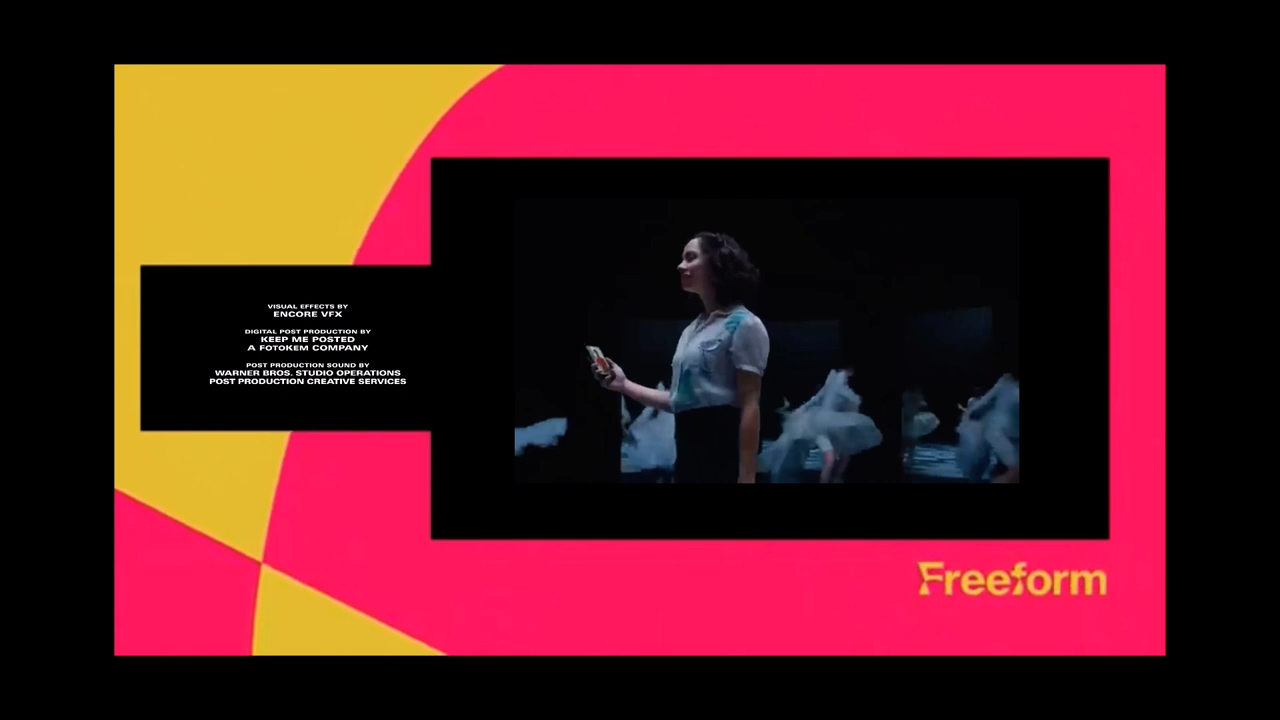 VISUAL EFFECTS BY
ENCORE VFX
DIGITAL POST PRODUCTION BY
KEEP ME POSTED
A FOTOKEM COMPANY
POST PRODUCTION SOUND BY
WARNER BROS. STUDIO OPERATIONS
POST PRODUCTION CREATIVE SERVICES
Freeform